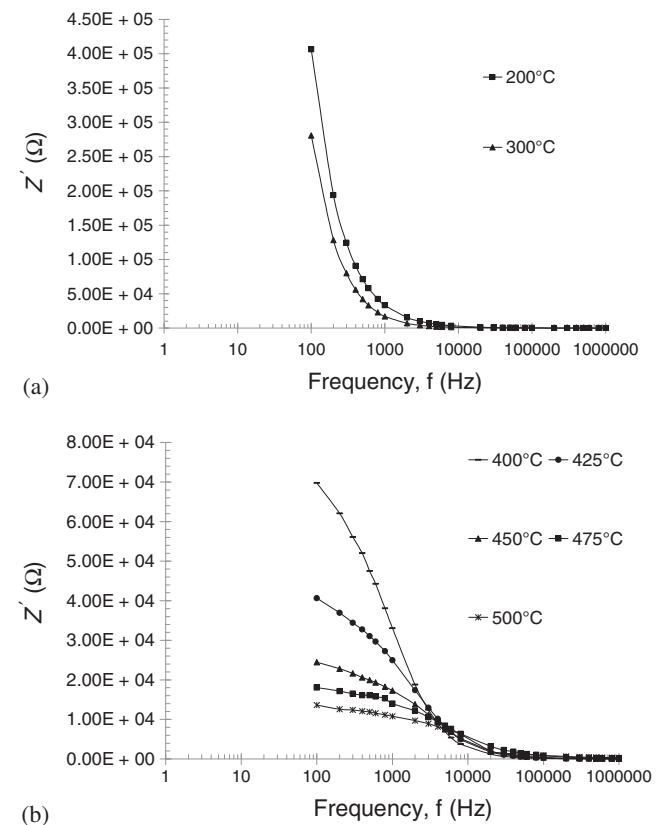 4.50E + 05
4.00E + 05
3.50E + 05
3.00E + 05
2.50E + 05
2.00E + 05
1.50E + 05
1.00E + 05
5.00E + 04
0.00E + 00
Z′ (Ω)
200°C
300°C
1 10 100 1000 10000 100000 1000000
Frequency, f (Hz)
(a)
8.00E + 04
7.00E + 04
6.00E + 04
5.00E + 04
4.00E + 04
3.00E + 04
2.00E + 04
1.00E + 04
0.00E + 00
Z′ (Ω)
400°C 425°C
450°C 475°C
500°C
1 10 100 1000 10000 100000 1000000
Frequency, f (Hz)
(b)